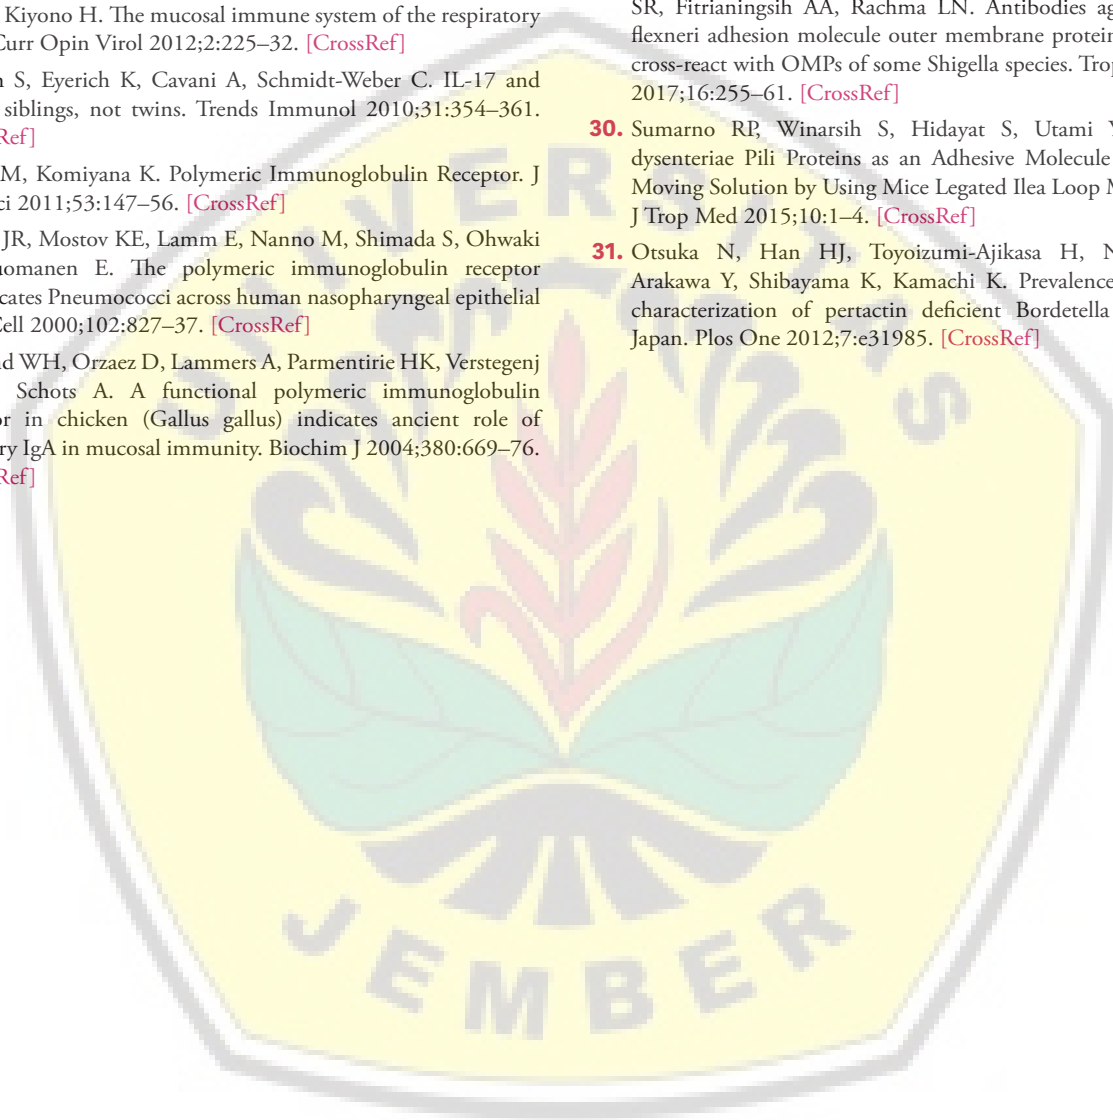 Kiyono H. The mucosal immune system of the respiratory
Curr Opin Virol 2012;2:225–32. [CrossRef]
S, Eyerich K, Cavani A, Schmidt-Weber C. IL-17 and
siblings, not twins. Trends Immunol 2010;31:354–361.
Ref]
M, Komiyana K. Polymeric Immunoglobulin Receptor. J
ci 2011;53:147–56. [CrossRef]
JR, Mostov KE, Lamm E, Nanno M, Shimada S, Ohwaki
uomanen E. The polymeric immunoglobulin receptor
cates Pneumococci across human nasopharyngeal epithelial
Cell 2000;102:827–37. [CrossRef]
d WH, Orzaez D, Lammers A, Parmentirie HK, Verstegenj
Schots A. A functional polymeric immunoglobulin
or in chicken (Gallus gallus) indicates ancient role of
ry IgA in mucosal immunity. Biochim J 2004;380:669–76.
Ref]
SR, Fitrianingsih AA, Rachma LN. Antibodies ag
flexneri adhesion molecule outer membrane protein
cross-react with OMPs of some Shigella species. Trop
2017;16:255–61. [CrossRef]
30. Sumarno RP, Winarsih S, Hidayat S, Utami Y
dysenteriae Pili Proteins as an Adhesive Molecule
Moving Solution by Using Mice Legated Ilea Loop M
J Trop Med 2015;10:1–4. [CrossRef]
31. Otsuka N, Han HJ, Toyoizumi-Ajikasa H, N
Arakawa Y, Shibayama K, Kamachi K. Prevalence
characterization of pertactin deficient Bordetella
Japan. Plos One 2012;7:e31985. [CrossRef]
UNIVERSITAS
JEMBER